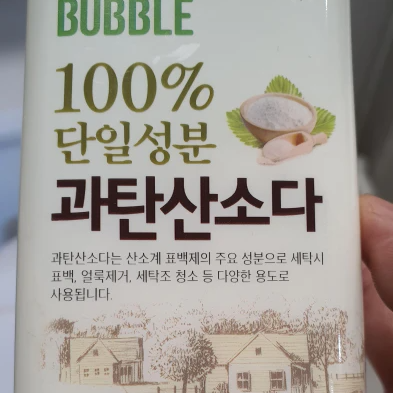 BUBBLE
100%
단일성분
과탄산소다
과탄산소다는 산소계 표백제의 주요 성분으로 세탁시
표백, 얼룩제거, 세탁조 청소 등 다양한 용도로
사용됩니다.